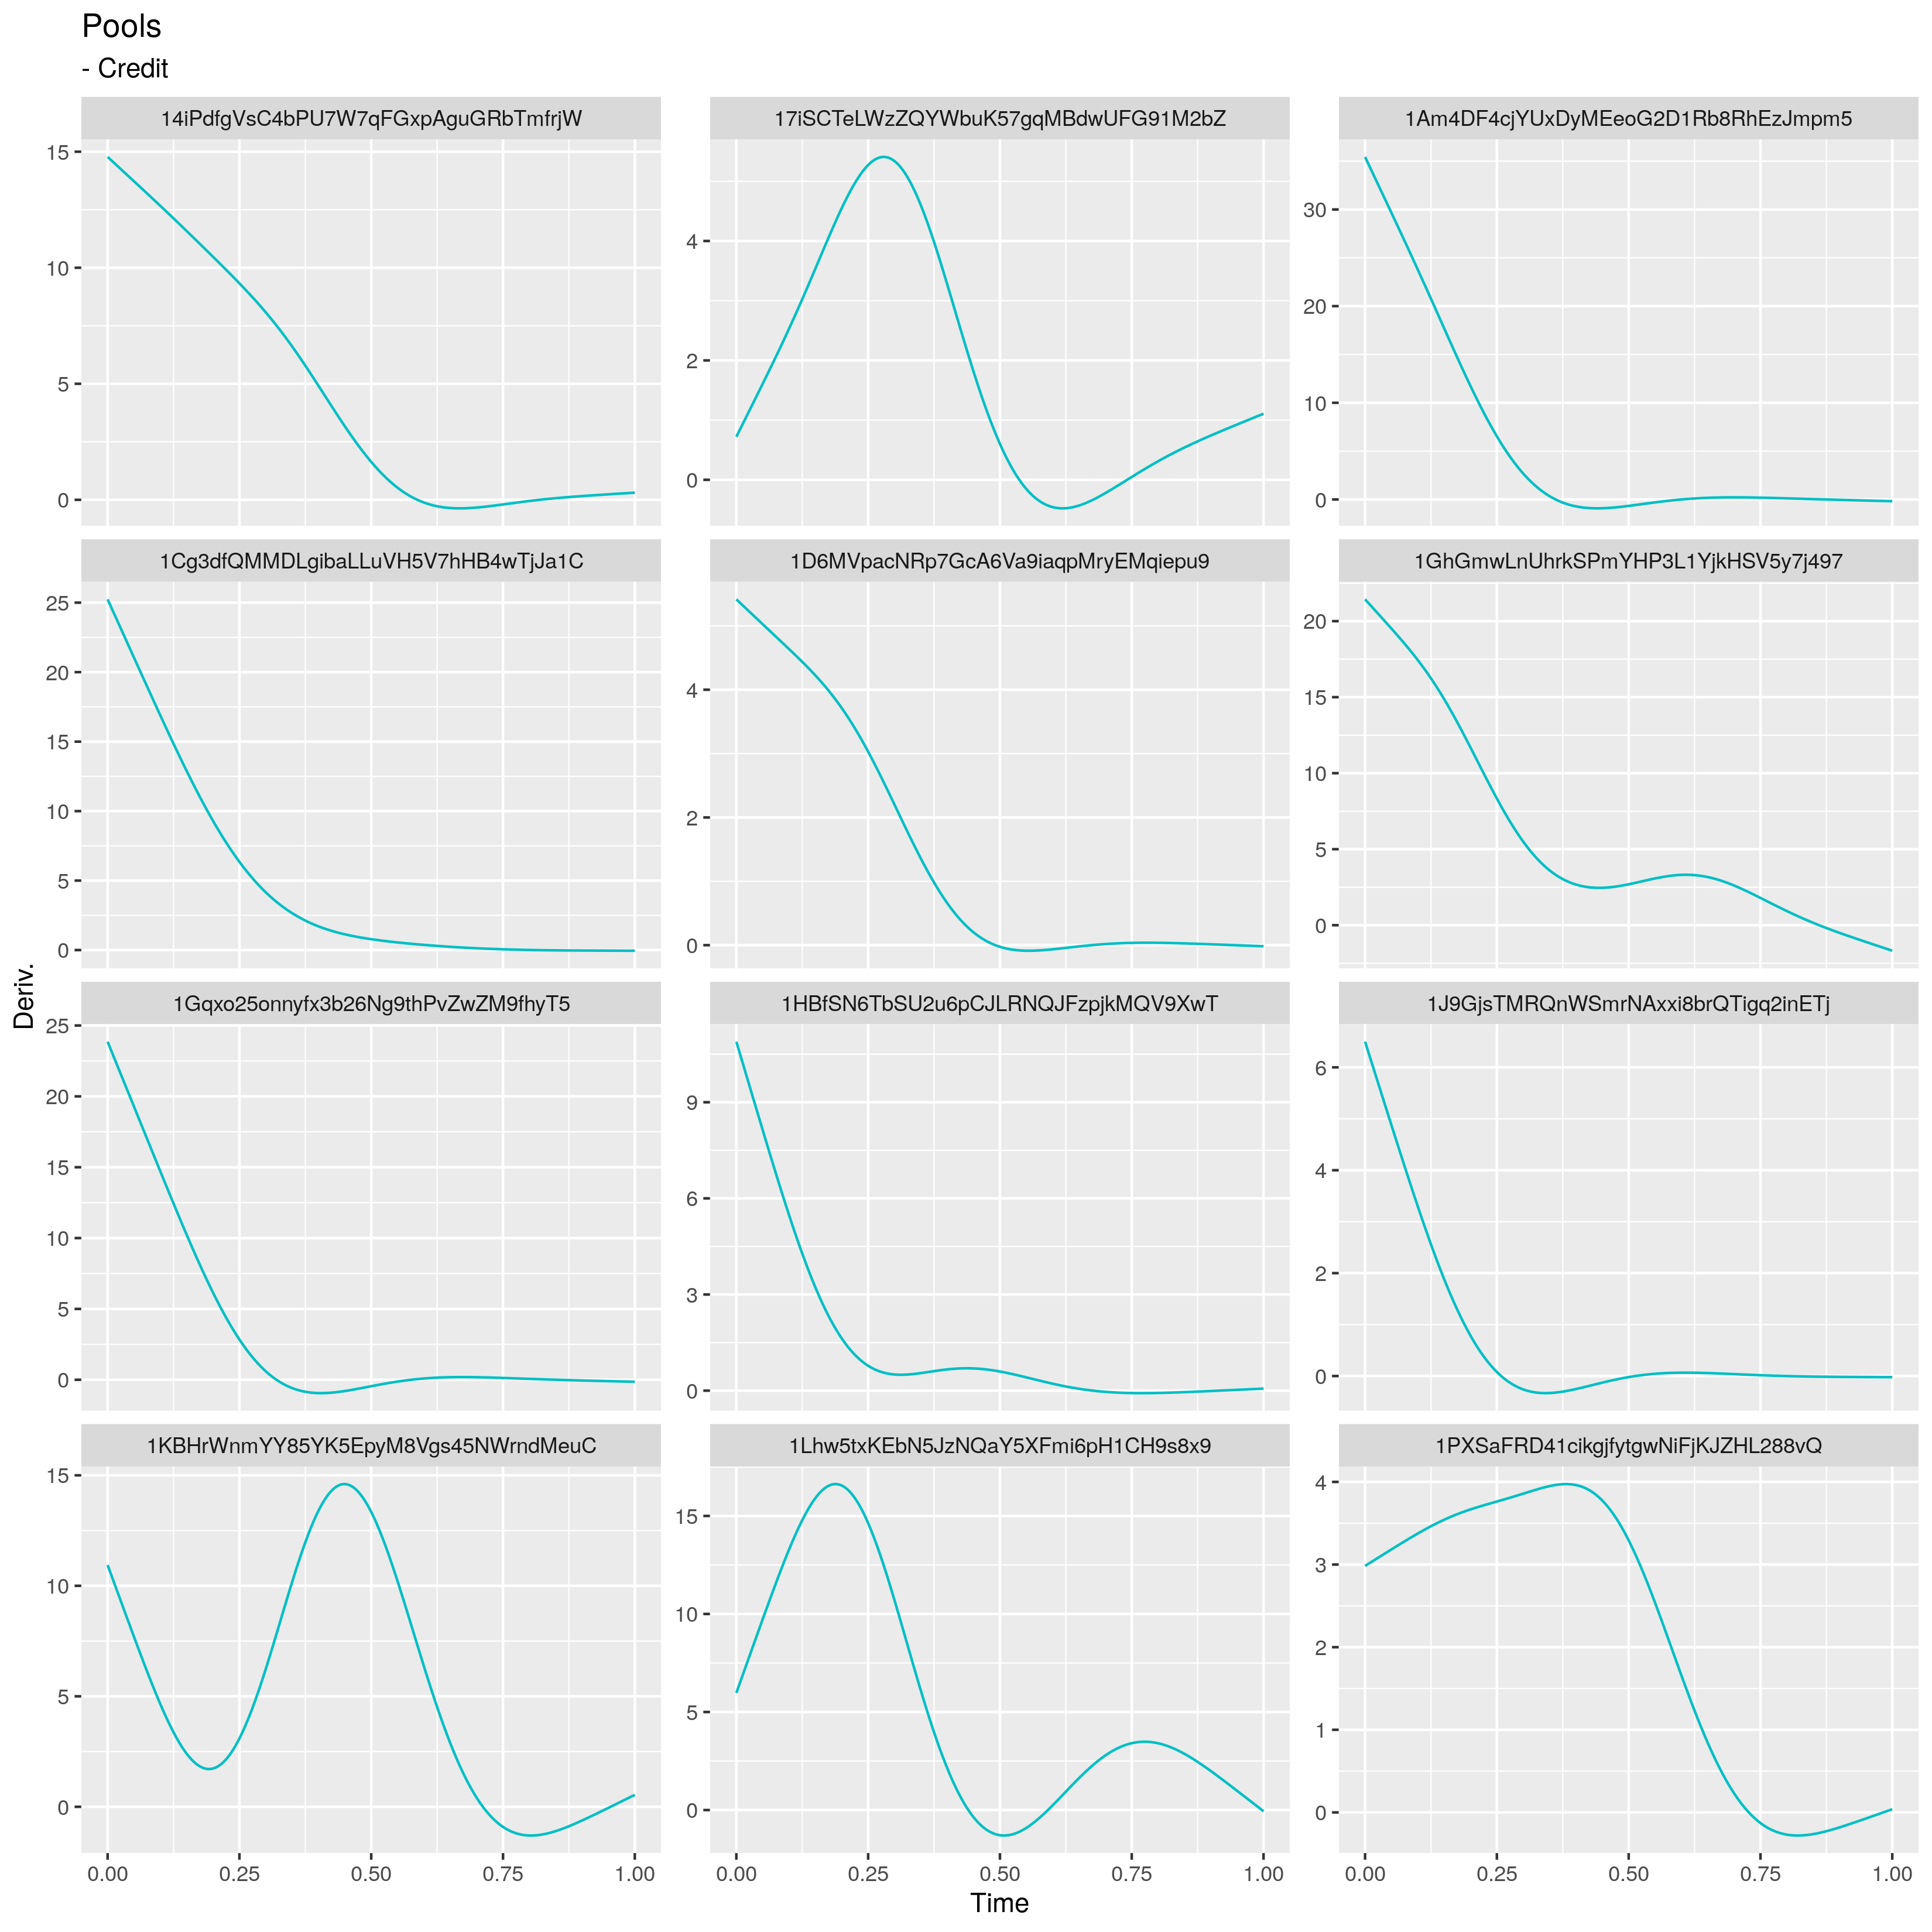 Pools
- Credit
14iPdfgVsC4bPU7W7qFGxpAguGRbTmfrjW
17iSCTeLWzZQYWbuK57gqMBdwUFG91M2bZ
1Am4DF4cjYUxDyMEeoG2D1Rb8RhEzJmpm5
15
10
5
0
4
2
0
30
20
10
0
1Cg3dfQMMDLgibaLLuVH5V7hHB4wTjJa1C
1D6MVpacNRp7GcA6Va9iaqpMryEMqiepu9
1GhGmwLnUhrkSPmYHP3L1YjkHSV5y7j497
25
20
15
10
5
0
4
2
0
20
15
10
5
0
Deriv.
1Gqxo25onnyfx3b26Ng9thPvZwZM9fhyT5
1HBfSN6TbSU2u6pCJLRNQJFzpjkMQV9XwT
1J9GjsTMRQnWSmrNAxxi8brQTigq2inETj
25
20
15
10
5
0
9
6
3
0
6
4
2
0
1KBHrWnmYY85YK5EpyM8Vgs45NWrndMeuC
1Lhw5txKEbN5JzNQaY5XFmi6pH1CH9s8x9
1PXSaFRD41cikgjfytgwNiFjKJZHL288vQ
15
10
5
0
15
10
5
0
4
3
2
1
0
0.00 0.25 0.50 0.75 1.00
0.00 0.25 0.50 0.75 1.00
0.00 0.25 0.50 0.75 1.00
Time